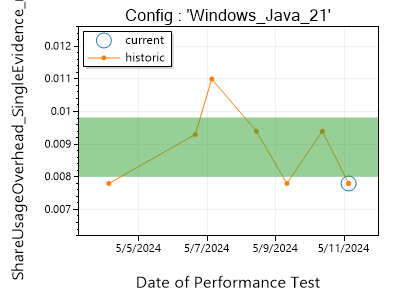 Config : 'Windows_Java_21'
current
historic
0.012
0.011
0.01
0.009
0.008
0.007
5/5/2024
5/7/2024
5/9/2024
5/11/2024
Date of Performance Test
ShareUsageOverhead_SingleEvidence_